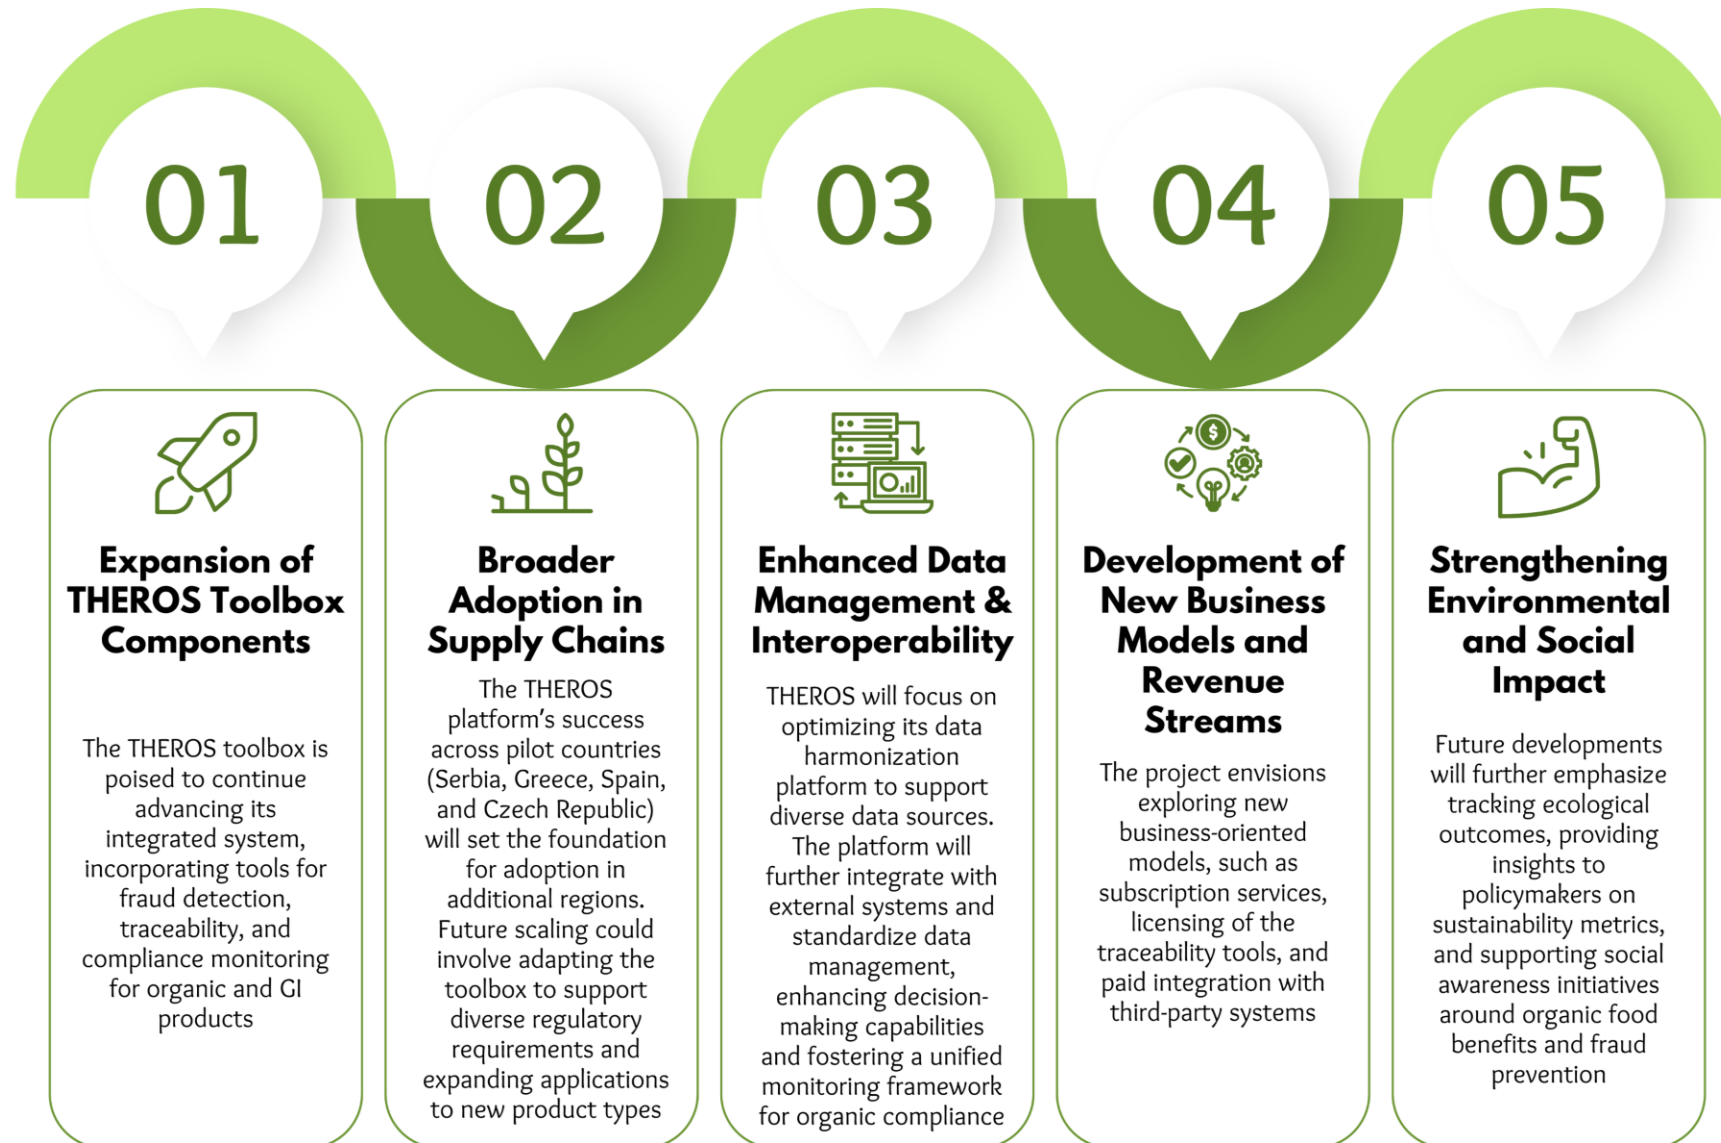 01
02
03
04
05
Expansion of
THEROS Toolbox
Components
The THEROS toolbox is
poised to continue
advancing its
integrated system,
incorporating tools for
fraud detection,
traceability, and
compliance monitoring
for organic and GI
products
Broader
Adoption in
Supply Chains
The THEROS
platform's success
across pilot countries
(Serbia, Greece, Spain,
and Czech Republic)
will set the foundation
for adoption in
additional regions.
Future scaling could
involve adapting the
toolbox to support
diverse regulatory
requirements and
expanding applications
to new product types
Enhanced Data
Management &
Interoperability
THEROS will focus on
optimizing its data
harmonization
platform to support
diverse data sources.
The platform will
further integrate with
external systems and
standardize data
management,
enhancing decision-
making capabilities
and fostering a unified
monitoring framework
for organic compliance
Development of
New Business
Models and
Revenue
Streams
The project envisions
exploring new
business-oriented
models, such as
subscription services,
licensing of the
traceability tools, and
paid integration with
third-party systems
Strengthening
Environmental
and Social
Impact
Future developments
will further emphasize
tracking ecological
outcomes, providing
insights to
policymakers on
sustainability metrics,
and supporting social
awareness initiatives
around organic food
benefits and fraud
prevention